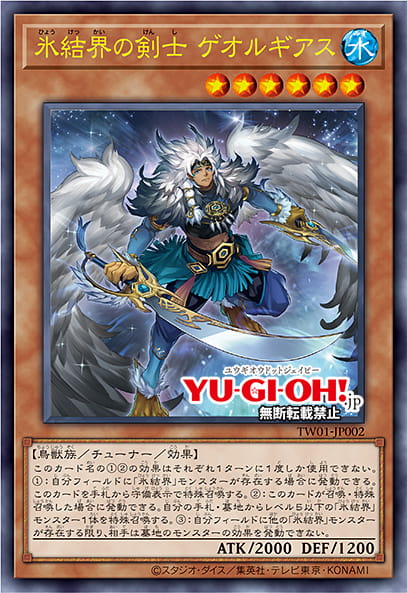 ひょうけっかい けんし
氷結界の剣士 ゲオルギアス
水
ユウギオウドットジェイピー
YU-GI-OH!.jp
無断転載禁止
TW01-JP002
【鳥獣族／チューナー／効果】
このカード名の①②の効果はそれぞれ１ターンに１度しか使用できない。
①：自分フィールドに「氷結界」モンスターが存在する場合に発動できる。
このカードを手札から守備表示で特殊召喚する。②：このカードが召喚・特殊
召喚した場合に発動できる。自分の手札・墓地からレベル５以下の「氷結界」
モンスター１体を特殊召喚する。③：自分フィールドに他の「氷結界」モンスター
が存在する限り、相手は墓地のモンスターの効果を発動できない。
ATK/2000 DEF/1200
©スタジオ・ダイス／集英社・テレビ東京・KONAMI